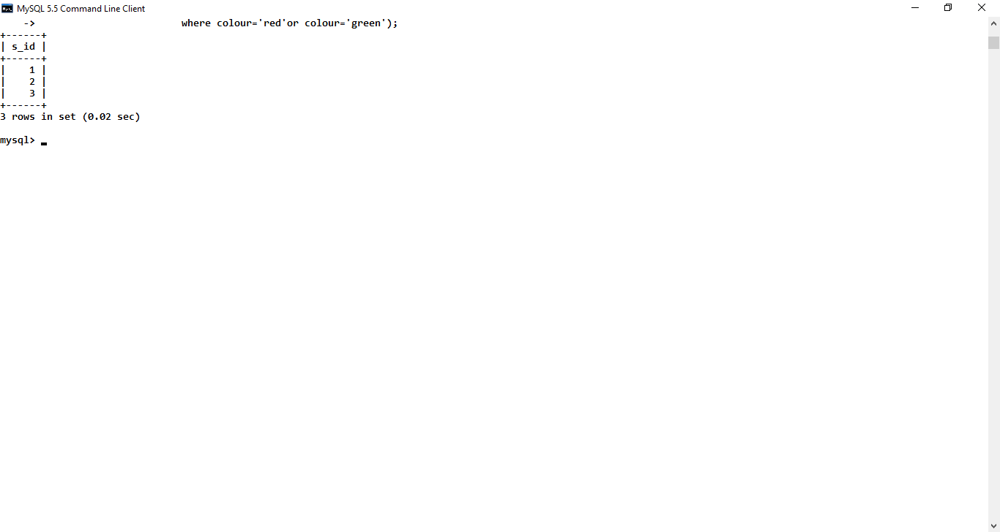 MySQL 5.5 Command Line Client
    ->                         where colour='red'or colour='green');
+------+
| s_id |
+------+
|    1 |
|    2 |
|    3 |
+------+
3 rows in set (0.02 sec)
mysql> _